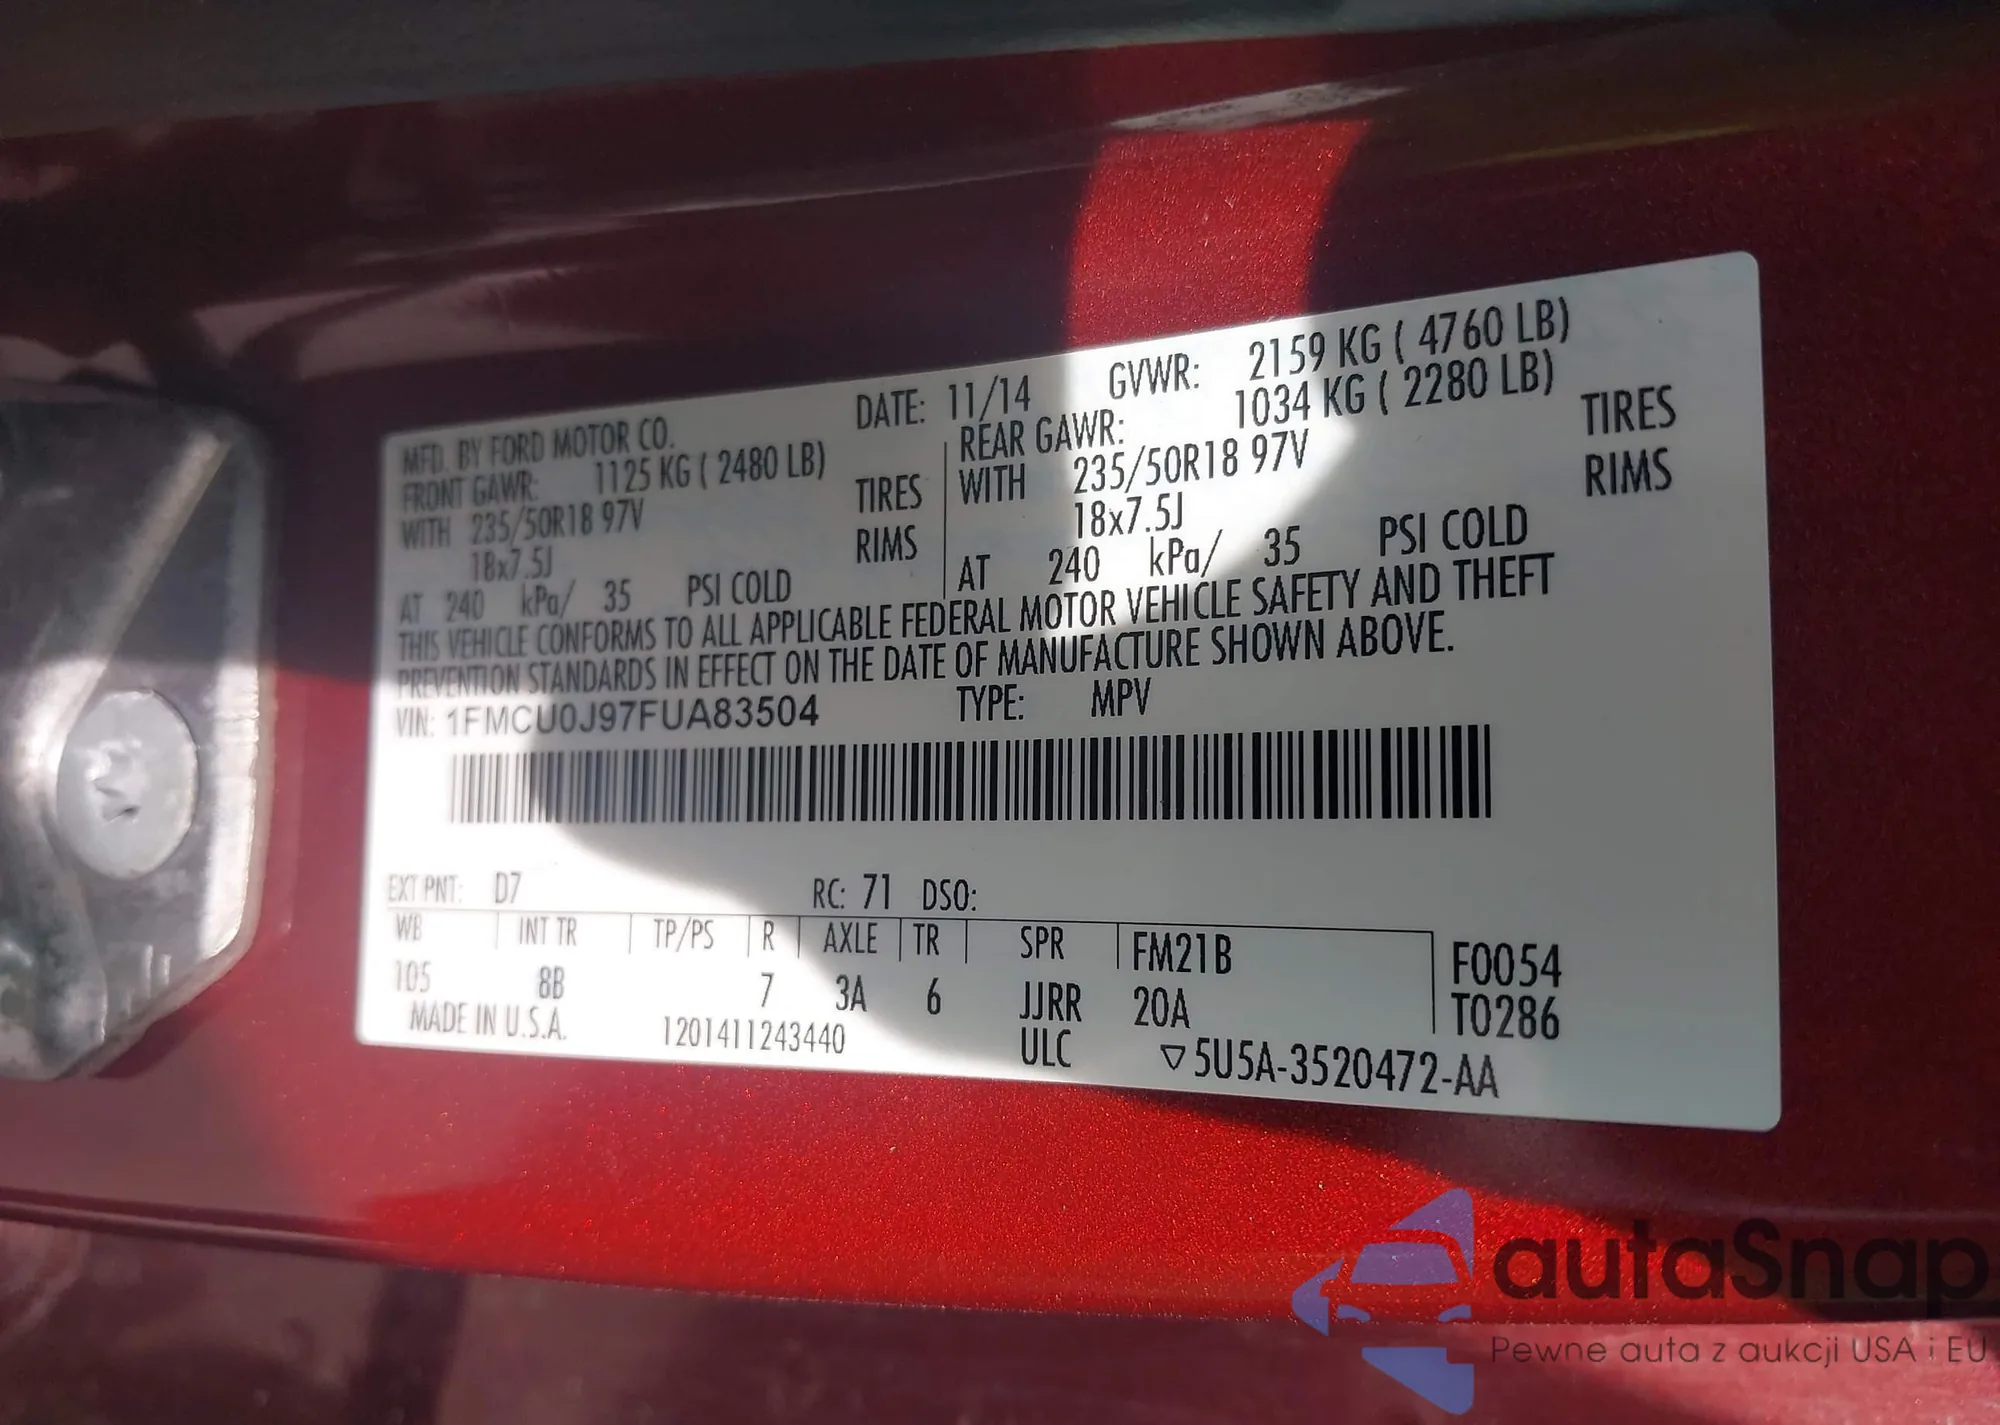 MFD. BY FORD MOTOR CO. DATE: 11/14 GVWR: 2159 KG ( 4760 LB)
FRONT GAWR: 1125 KG ( 2480 LB) REAR GAWR: 1034 KG ( 2280 LB)
WITH 235/50R18 97V TIRES WITH 235/50R18 97V TIRES
18x7.5J RIMS 18x7.5J RIMS
AT 240 kPa/ 35 PSI COLD AT 240 kPa/ 35 PSI COLD
THIS VEHICLE CONFORMS TO ALL APPLICABLE FEDERAL MOTOR VEHICLE SAFETY AND THEFT
PREVENTION STANDARDS IN EFFECT ON THE DATE OF MANUFACTURE SHOWN ABOVE.
VIN: 1FMCU0J97FUA83504 TYPE: MPV
EXT PNT: D7 RC: 71 DSO:
WB INT TR TP/PS R AXLE TR SPR FM21B F0054
105 8B 7 3A 6 JJRR 20A T0286
MADE IN U.S.A. 1201411243440 ULC ▽5U5A-3520472-AA
autaSnap
Pewne auta z aukcji USA i EU